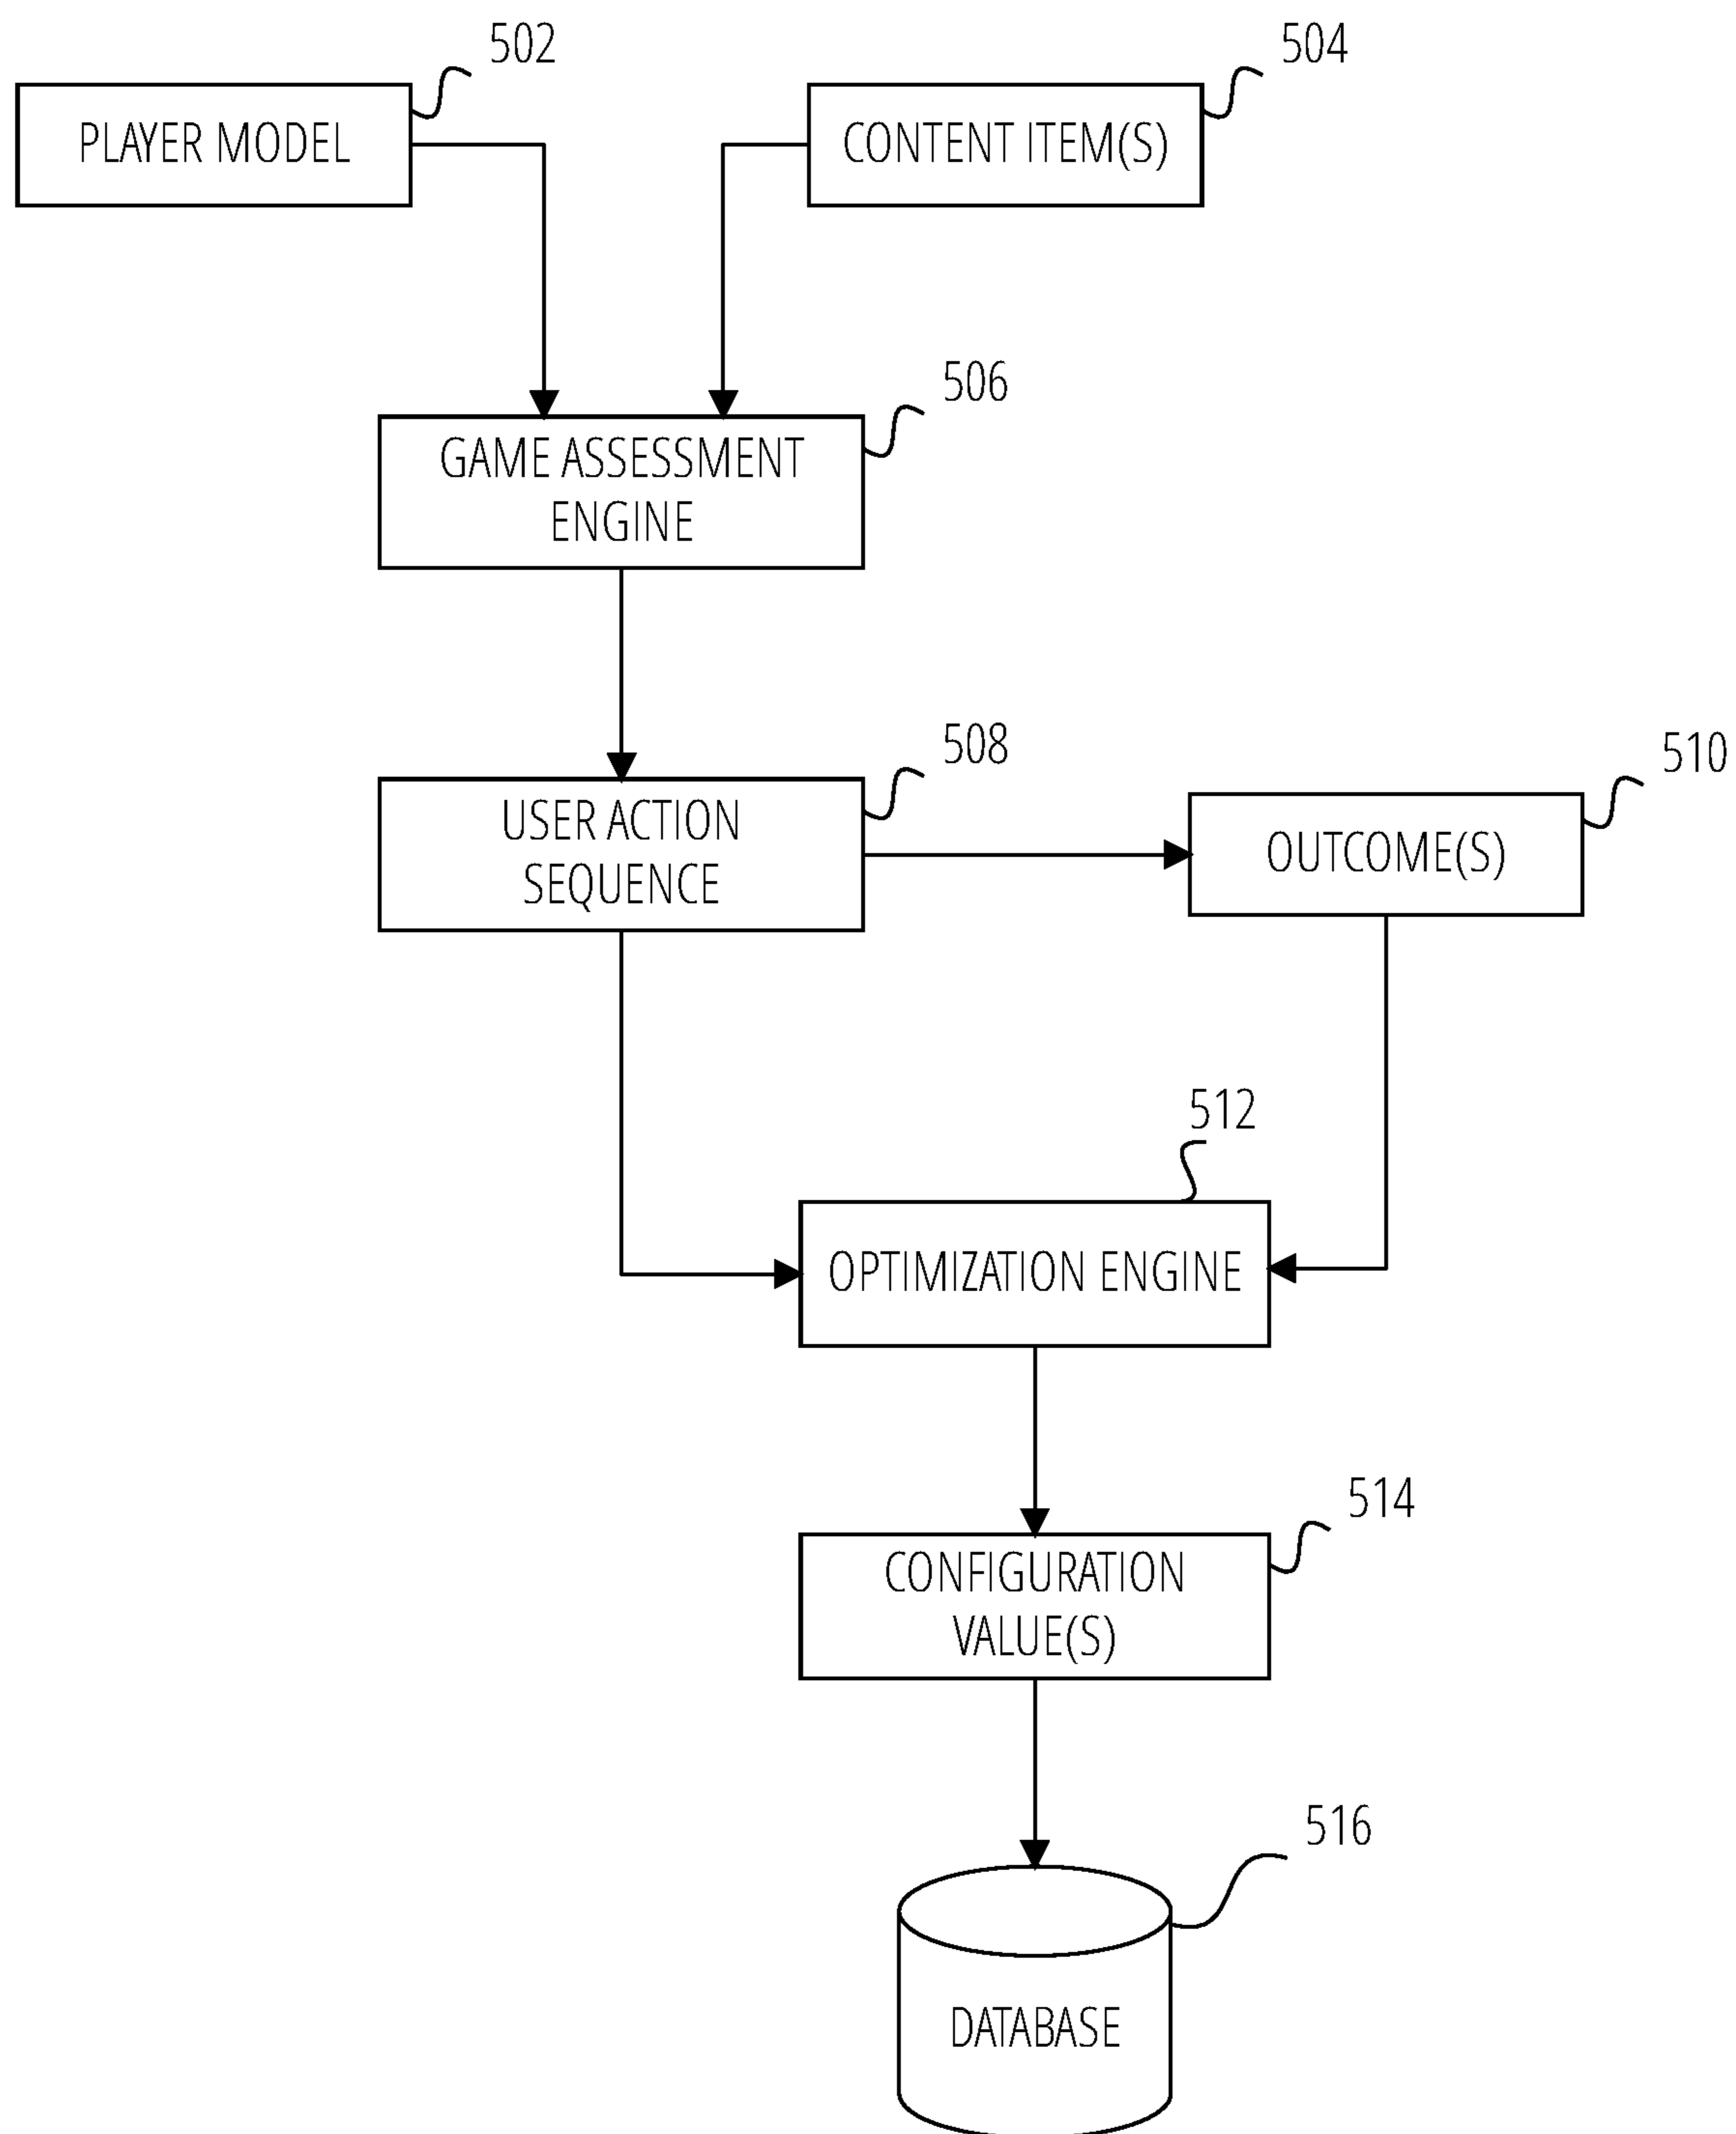 502
504
PLAYER MODEL
CONTENT ITEM(S)
506
GAME ASSESSMENT
ENGINE
508
510
USER ACTION
SEQUENCE
OUTCOME(S)
512
OPTIMIZATION ENGINE
514
CONFIGURATION
VALUE(S)
516
DATABASE